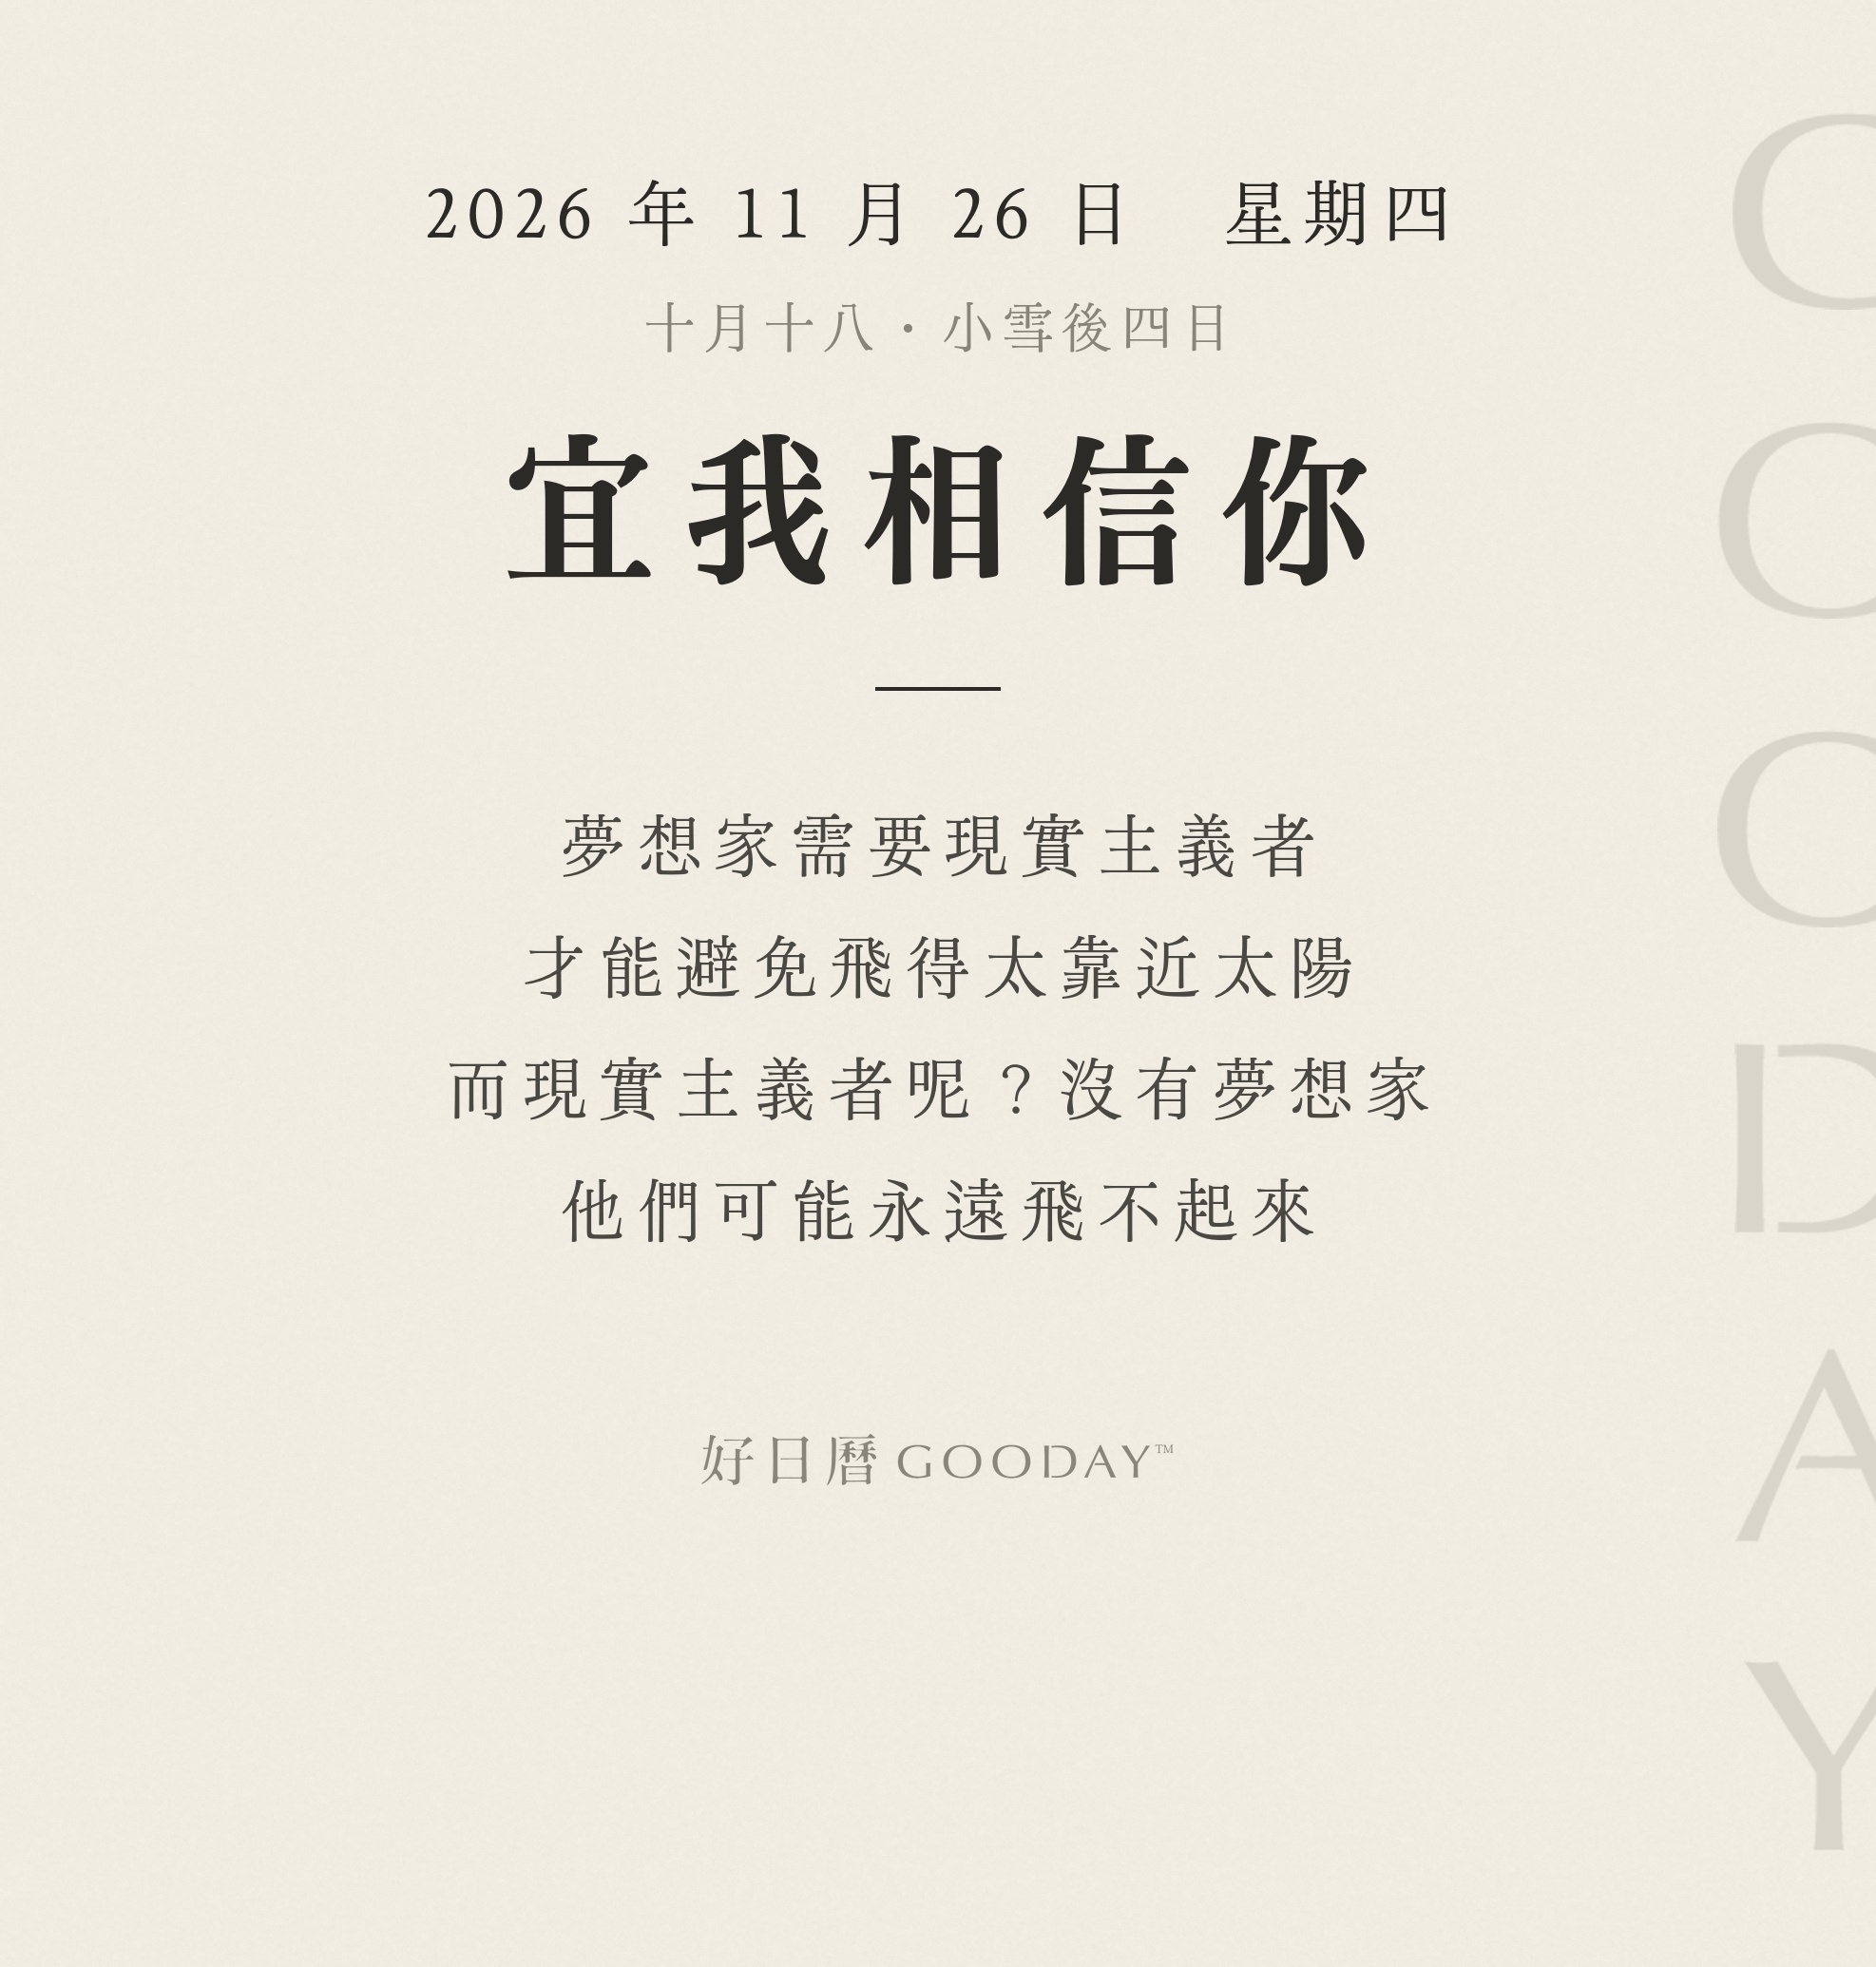 2026 年 11 月 26 日　星期四
十月十八・小雪後四日
宜我相信你
夢想家需要現實主義者
才能避免飛得太靠近太陽
而現實主義者呢？沒有夢想家
他們可能永遠飛不起來
好日曆 GOODAY™
GOODAY